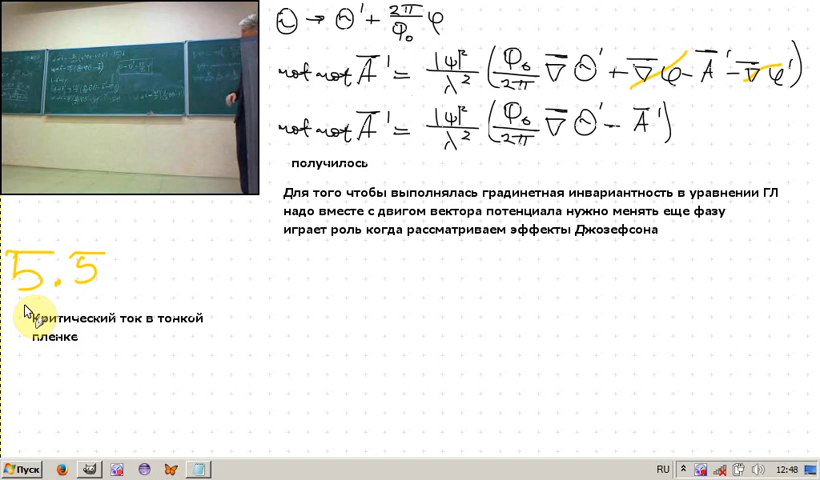 Θ → Θ' + 2π/Φ₀ φ
rot rot A̅' = |ψ|²/λ² (Φ₀/2π ∇̅ Θ' + ∇̅ φ − A̅' − ∇̅ φ')
rot rot A̅' = |ψ|²/λ² (Φ₀/2π ∇̅ Θ' − A̅')
получилось
Для того чтобы выполнялась градинетная инвариантность в уравнении ГЛ
надо вместе с двигом вектора потенциала нужно менять еще фазу
играет роль когда рассматриваем эффекты Джозефсона
5.5
Критический ток в тонкой
пленке
Пуск
RU
12:48